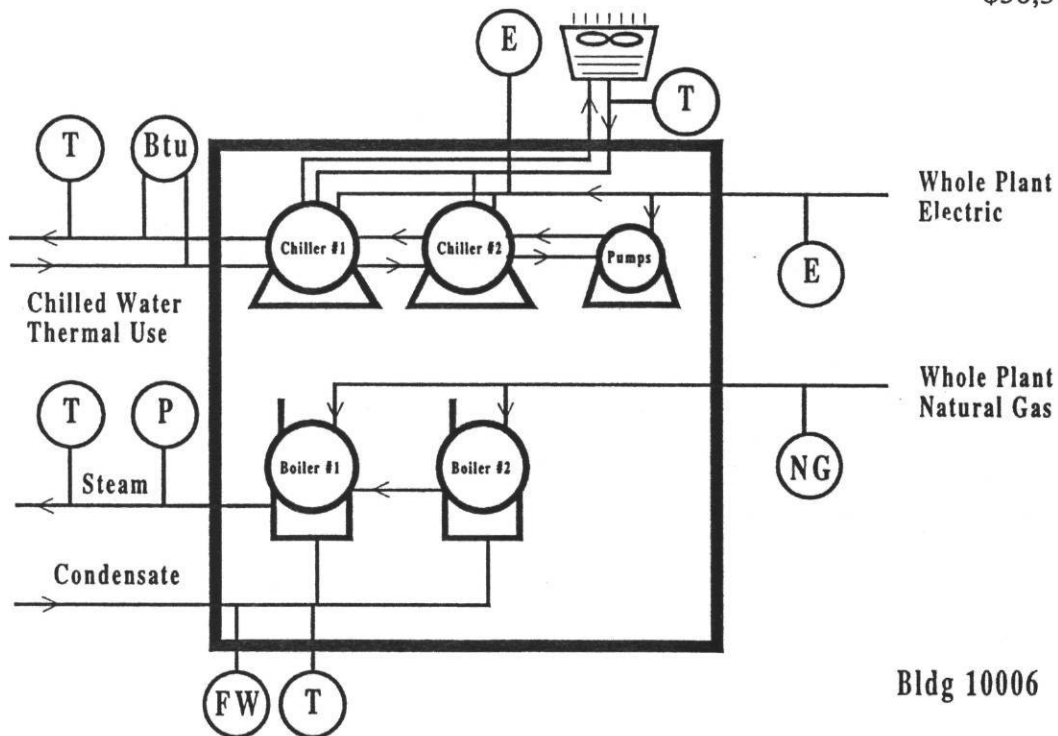 E
T
T
Btu
Whole Plant
Electric
Chiller #1
Chiller #2
Pumps
E
Chilled Water
Thermal Use
Whole Plant
Natural Gas
T
P
Boiler #1
Boiler #2
NG
Steam
Condensate
FW
T
Bldg 10006